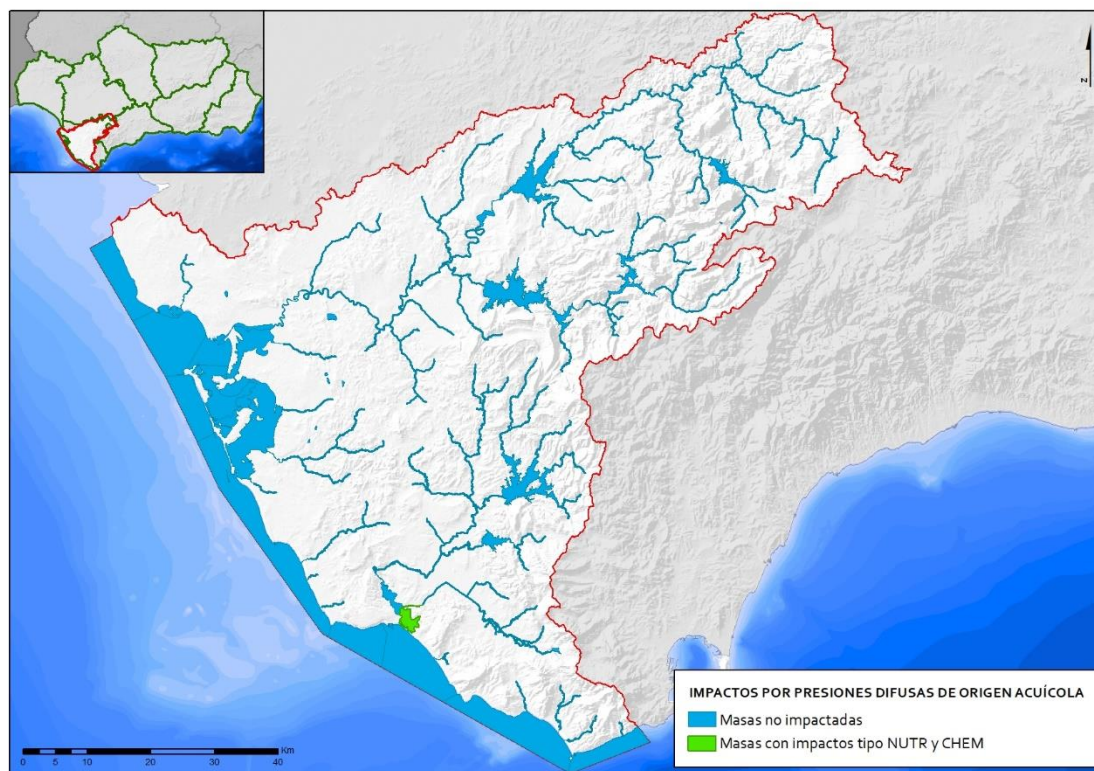 N
IMPACTOS POR PRESIONES DIFUSAS DE ORIGEN ACUÍCOLA
Masas no impactadas
Masas con impactos tipo NUTR y CHEM
Km
0 5 10 20 30 40